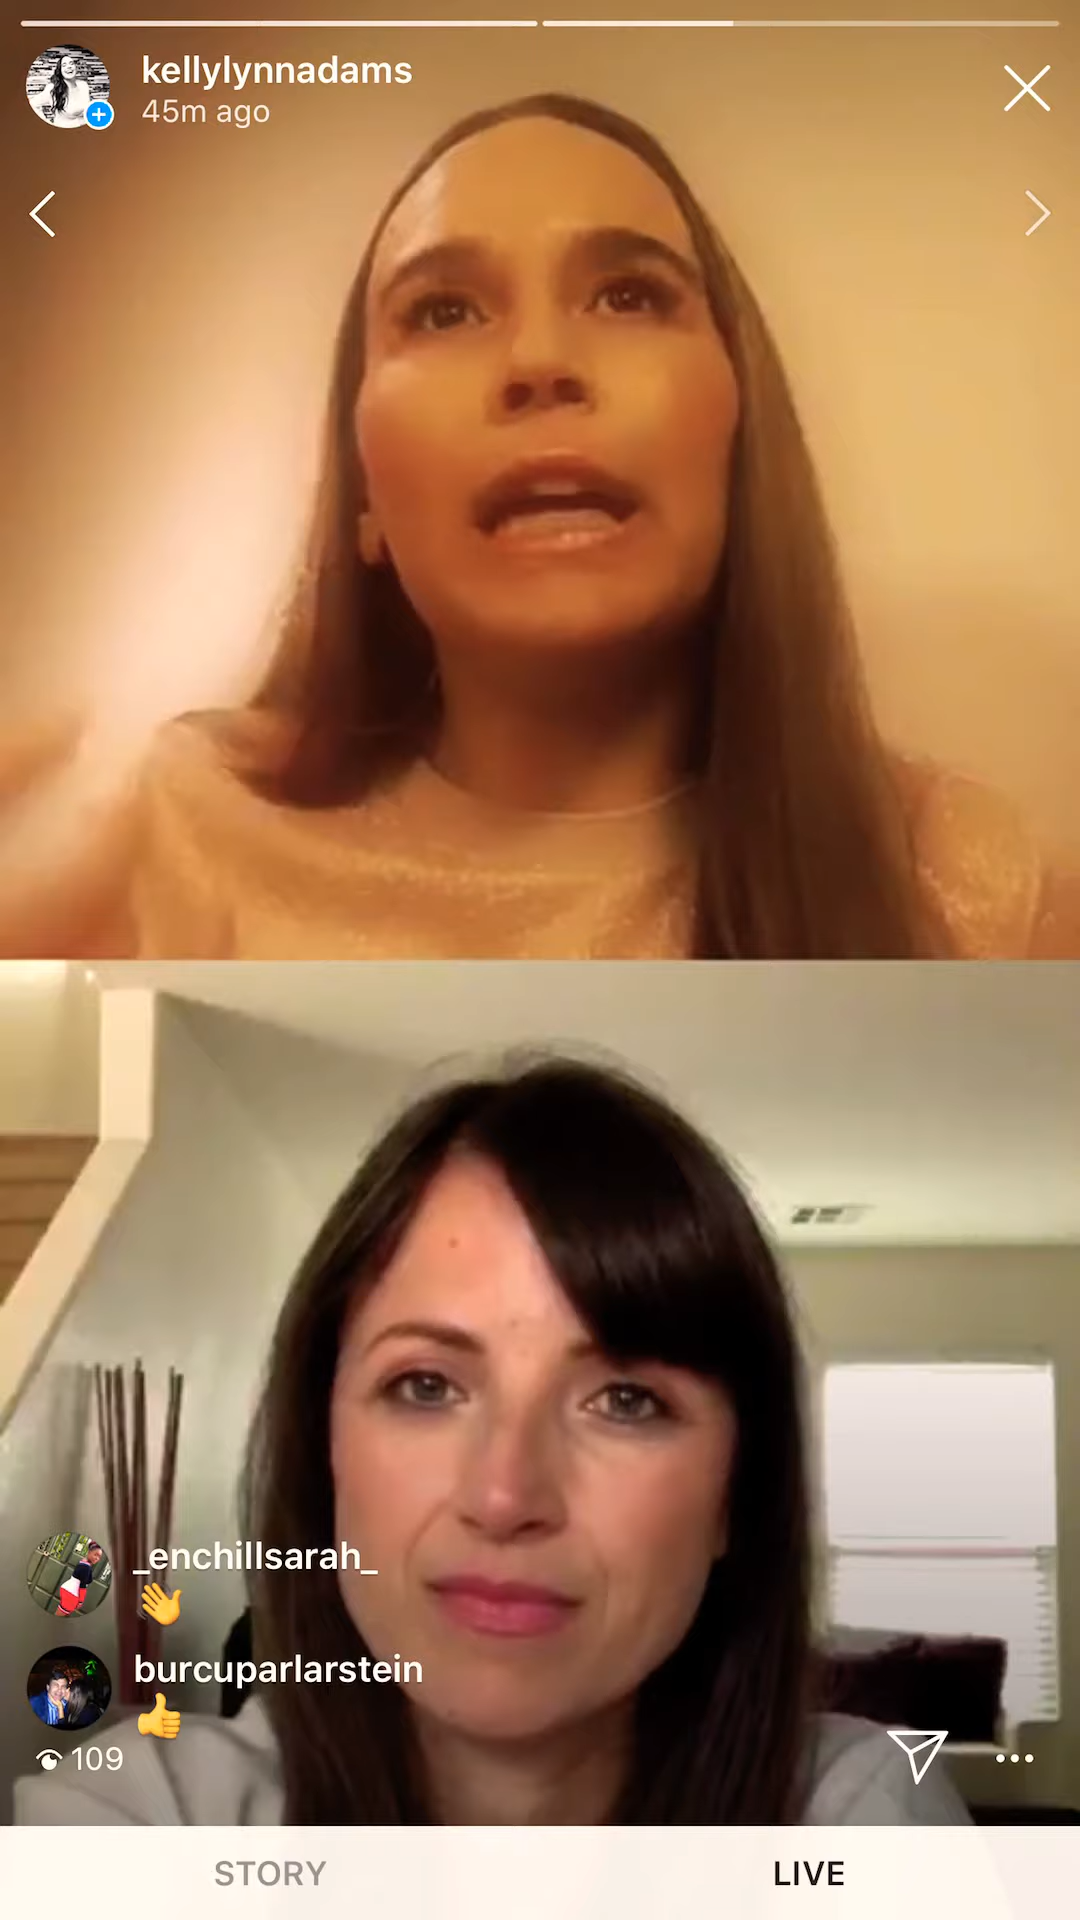 kellylynnadams
45m ago
_enchillsarah_
👋
burcuparlarstein
👍
109
STORY
LIVE